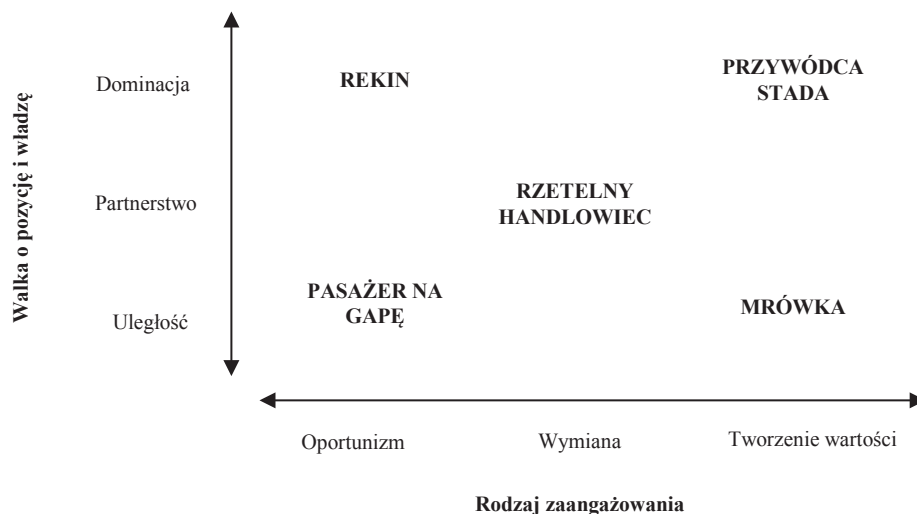 Walka o pozycję i władzę
Dominacja
REKIN
PRZYWÓDCA
STADA
Partnerstwo
RZETELNY
HANDLOWIEC
Uległość
PASAŻER NA
GAPĘ
MRÓWKA
Oportunizm
Wymiana
Tworzenie wartości
Rodzaj zaangażowania